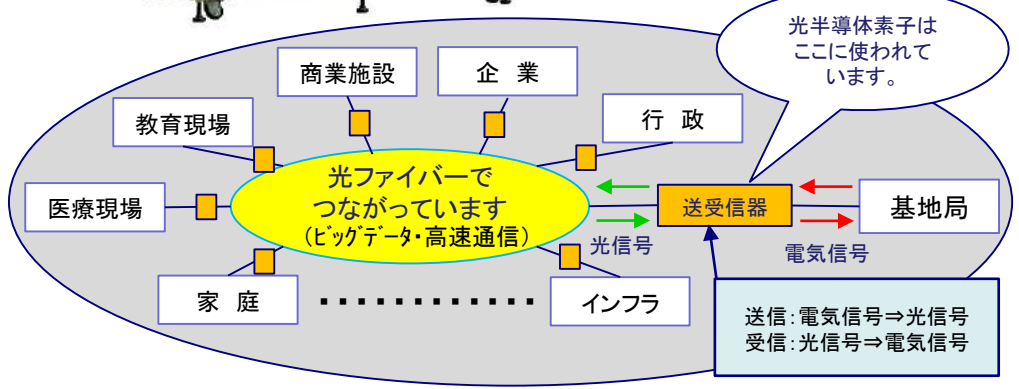 光半導体素子は
ここに使われて
います。
商業施設
企 業
教育現場
行 政
医療現場
光ファイバーで
つながっています
(ビッグデータ・高速通信)
送受信器
基地局
光信号
電気信号
家 庭
インフラ
送信:電気信号⇒光信号
受信:光信号⇒電気信号